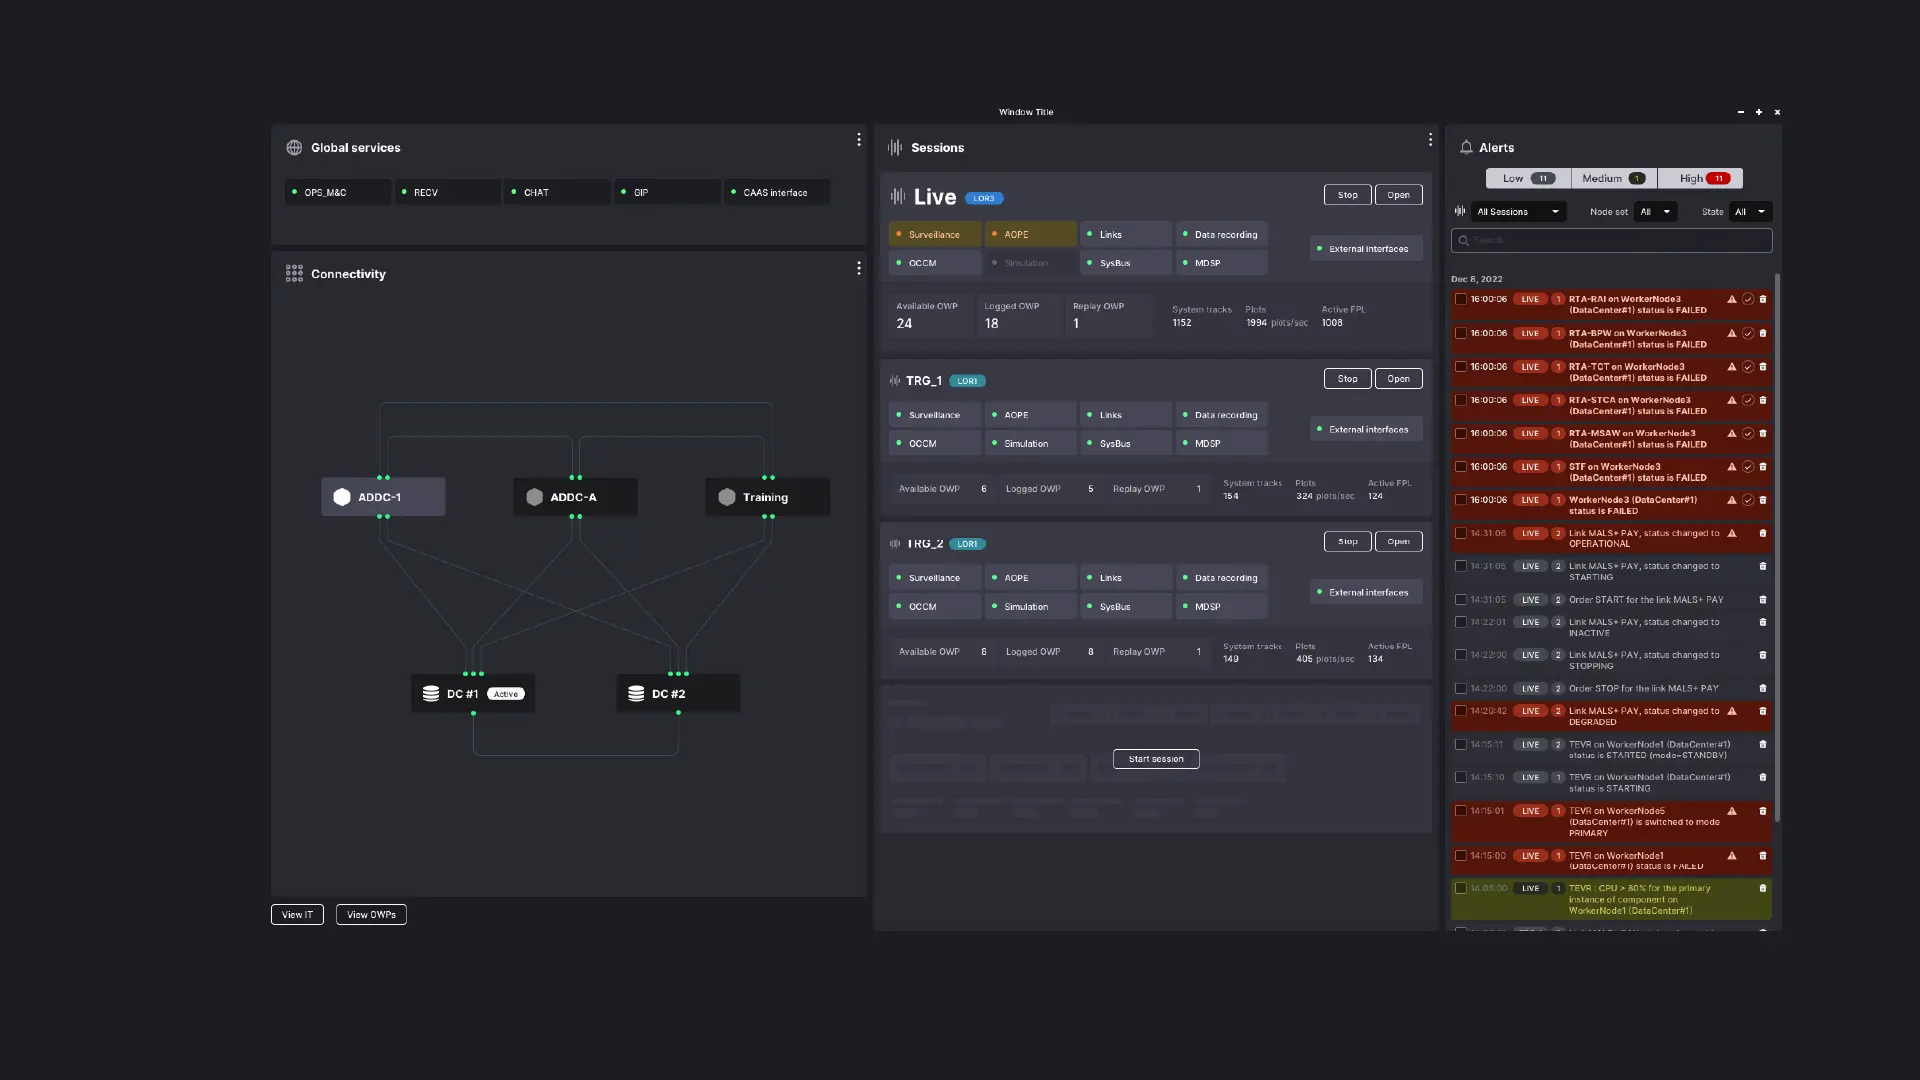 Window Title
Global services
OPS_M&C
RECV
CHAT
GIP
CAAS interface
Connectivity
ADDC-1
ADDC-A
Training
DC #1 Active
DC #2
View IT
View OWPs
Sessions
Live LOR3
Stop
Open
Surveillance
AOPE
Links
Data recording
External interfaces
OCCM
Simulation
SysBus
MDSP
Available OWP
24
Logged OWP
18
Replay OWP
1
System tracks
1152
Plots
1994 plots/sec
Active FPL
1008
TRG_1 LOR1
Stop
Open
Surveillance
AOPE
Links
Data recording
External interfaces
OCCM
Simulation
SysBus
MDSP
Available OWP 6
Logged OWP 5
Replay OWP 1
System tracks
154
Plots
324 plots/sec
Active FPL
124
TRG_2 LOR1
Stop
Open
Surveillance
AOPE
Links
Data recording
External interfaces
OCCM
Simulation
SysBus
MDSP
Available OWP 8
Logged OWP 8
Replay OWP 1
System tracks
149
Plots
405 plots/sec
Active FPL
134
Start session
Alerts
Low 11
Medium 1
High 11
All Sessions
Node set All
State All
Search
Dec 8, 2022
16:00:06 LIVE 1 RTA-RAI on WorkerNode3
(DataCenter#1) status is FAILED
16:00:06 LIVE 1 RTA-BPW on WorkerNode3
(DataCenter#1) status is FAILED
16:00:06 LIVE 1 RTA-TCT on WorkerNode3
(DataCenter#1) status is FAILED
16:00:06 LIVE 1 RTA-STCA on WorkerNode3
(DataCenter#1) status is FAILED
16:00:06 LIVE 1 RTA-MSAW on WorkerNode3
(DataCenter#1) status is FAILED
16:00:06 LIVE 1 STF on WorkerNode3
(DataCenter#1) status is FAILED
16:00:06 LIVE 1 WorkerNode3 (DataCenter#1)
status is FAILED
14:31:06 LIVE 2 Link MALS+ PAY, status changed to
OPERATIONAL
14:31:05 LIVE 2 Link MALS+ PAY, status changed to
STARTING
14:31:05 LIVE 2 Order START for the link MALS+ PAY
14:22:01 LIVE 2 Link MALS+ PAY, status changed to
INACTIVE
14:22:00 LIVE 2 Link MALS+ PAY, status changed to
STOPPING
14:22:00 LIVE 2 Order STOP for the link MALS+ PAY
14:20:42 LIVE 2 Link MALS+ PAY, status changed to
DEGRADED
14:15:11 LIVE 2 TEVR on WorkerNode1 (DataCenter#1)
status is STARTED (mode=STANDBY)
14:15:10 LIVE 1 TEVR on WorkerNode1 (DataCenter#1)
status is STARTING
14:15:01 LIVE 1 TEVR on WorkerNode5
(DataCenter#1) is switched to mode
PRIMARY
14:15:00 LIVE 1 TEVR on WorkerNode1
(DataCenter#1) status is FAILED
14:05:00 LIVE 1 TEVR : CPU > 80% for the primary
instance of component on
WorkerNode1 (DataCenter#1)